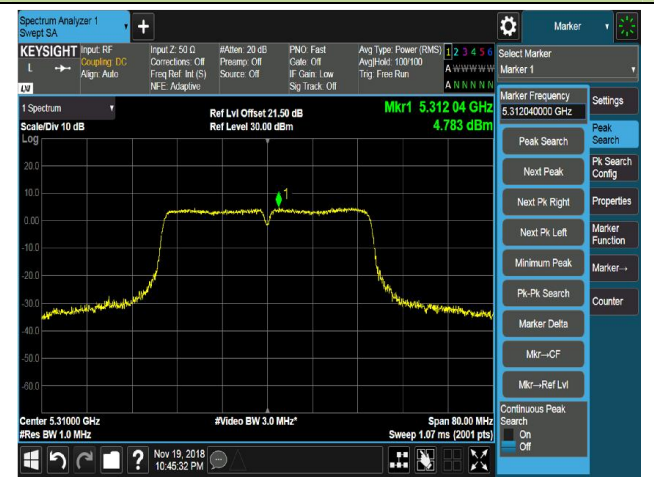 Spectrum Analyzer 1
Swept SA
Marker
KEYSIGHT
Input: RF
Coupling: DC
Align: Auto
Input Z: 50 Ω
Corrections: Off
Freq Ref: Int (S)
NFE: Adaptive
#Atten: 20 dB
Preamp: Off
Source: Off
PNO: Fast
Gate: Off
IF Gain: Low
Sig Track: Off
Avg Type: Power (RMS)
Avg|Hold: 100/100
Trig: Free Run
1 2 3 4 5 6
A W W W W W
A N N N N N
L
LXI
Select Marker
Marker 1
1 Spectrum
Scale/Div 10 dB
Log
Ref Lvl Offset 21.50 dB
Ref Level 30.00 dBm
Mkr1 5.312 04 GHz
4.783 dBm
20.0
10.0
0.00
-10.0
-20.0
-30.0
-40.0
-50.0
-60.0
1
Center 5.31000 GHz
#Res BW 1.0 MHz
#Video BW 3.0 MHz*
Span 80.00 MHz
Sweep 1.07 ms (2001 pts)
Marker Frequency
5.312040000 GHz
Peak Search
Next Peak
Next Pk Right
Next Pk Left
Minimum Peak
Pk-Pk Search
Marker Delta
Mkr→CF
Mkr→Ref Lvl
Continuous Peak
Search
On
Off
Settings
Peak
Search
Pk Search
Config
Properties
Marker
Function
Marker→
Counter
?
Nov 19, 2018
10:45:32 PM